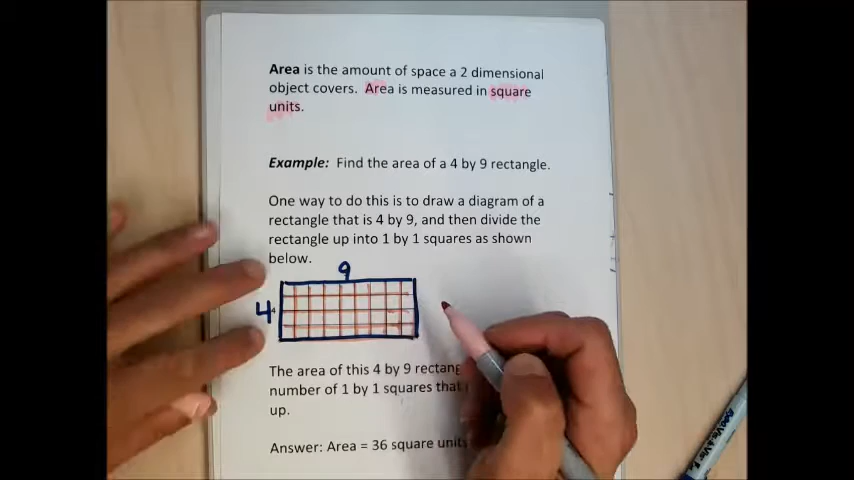 Area is the amount of space a 2 dimensional
object covers. Area is measured in square
units.
Example: Find the area of a 4 by 9 rectangle.
One way to do this is to draw a diagram of a
rectangle that is 4 by 9, and then divide the
rectangle up into 1 by 1 squares as shown
below.
9
4
The area of this 4 by 9 rectang
number of 1 by 1 squares that
up.
Answer: Area = 36 square units